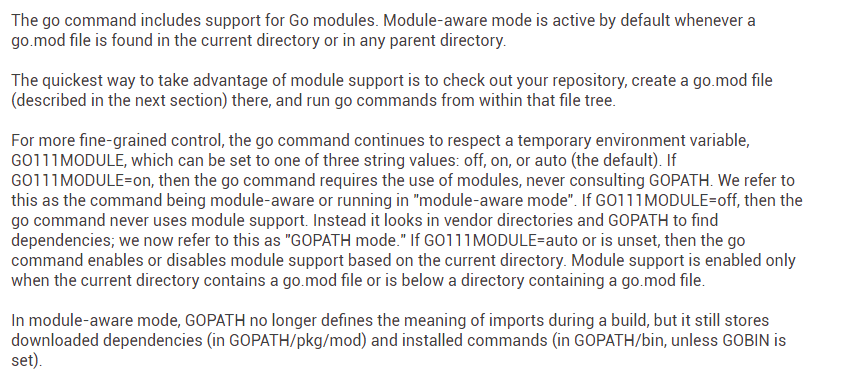 The go command includes support for Go modules. Module-aware mode is active by default whenever a
go.mod file is found in the current directory or in any parent directory.
The quickest way to take advantage of module support is to check out your repository, create a go.mod file
(described in the next section) there, and run go commands from within that file tree.
For more fine-grained control, the go command continues to respect a temporary environment variable,
GO111MODULE, which can be set to one of three string values: off, on, or auto (the default). If
GO111MODULE=on, then the go command requires the use of modules, never consulting GOPATH. We refer to
this as the command being module-aware or running in "module-aware mode". If GO111MODULE=off, then the
go command never uses module support. Instead it looks in vendor directories and GOPATH to find
dependencies; we now refer to this as "GOPATH mode." If GO111MODULE=auto or is unset, then the go
command enables or disables module support based on the current directory. Module support is enabled only
when the current directory contains a go.mod file or is below a directory containing a go.mod file.
In module-aware mode, GOPATH no longer defines the meaning of imports during a build, but it still stores
downloaded dependencies (in GOPATH/pkg/mod) and installed commands (in GOPATH/bin, unless GOBIN is
set).